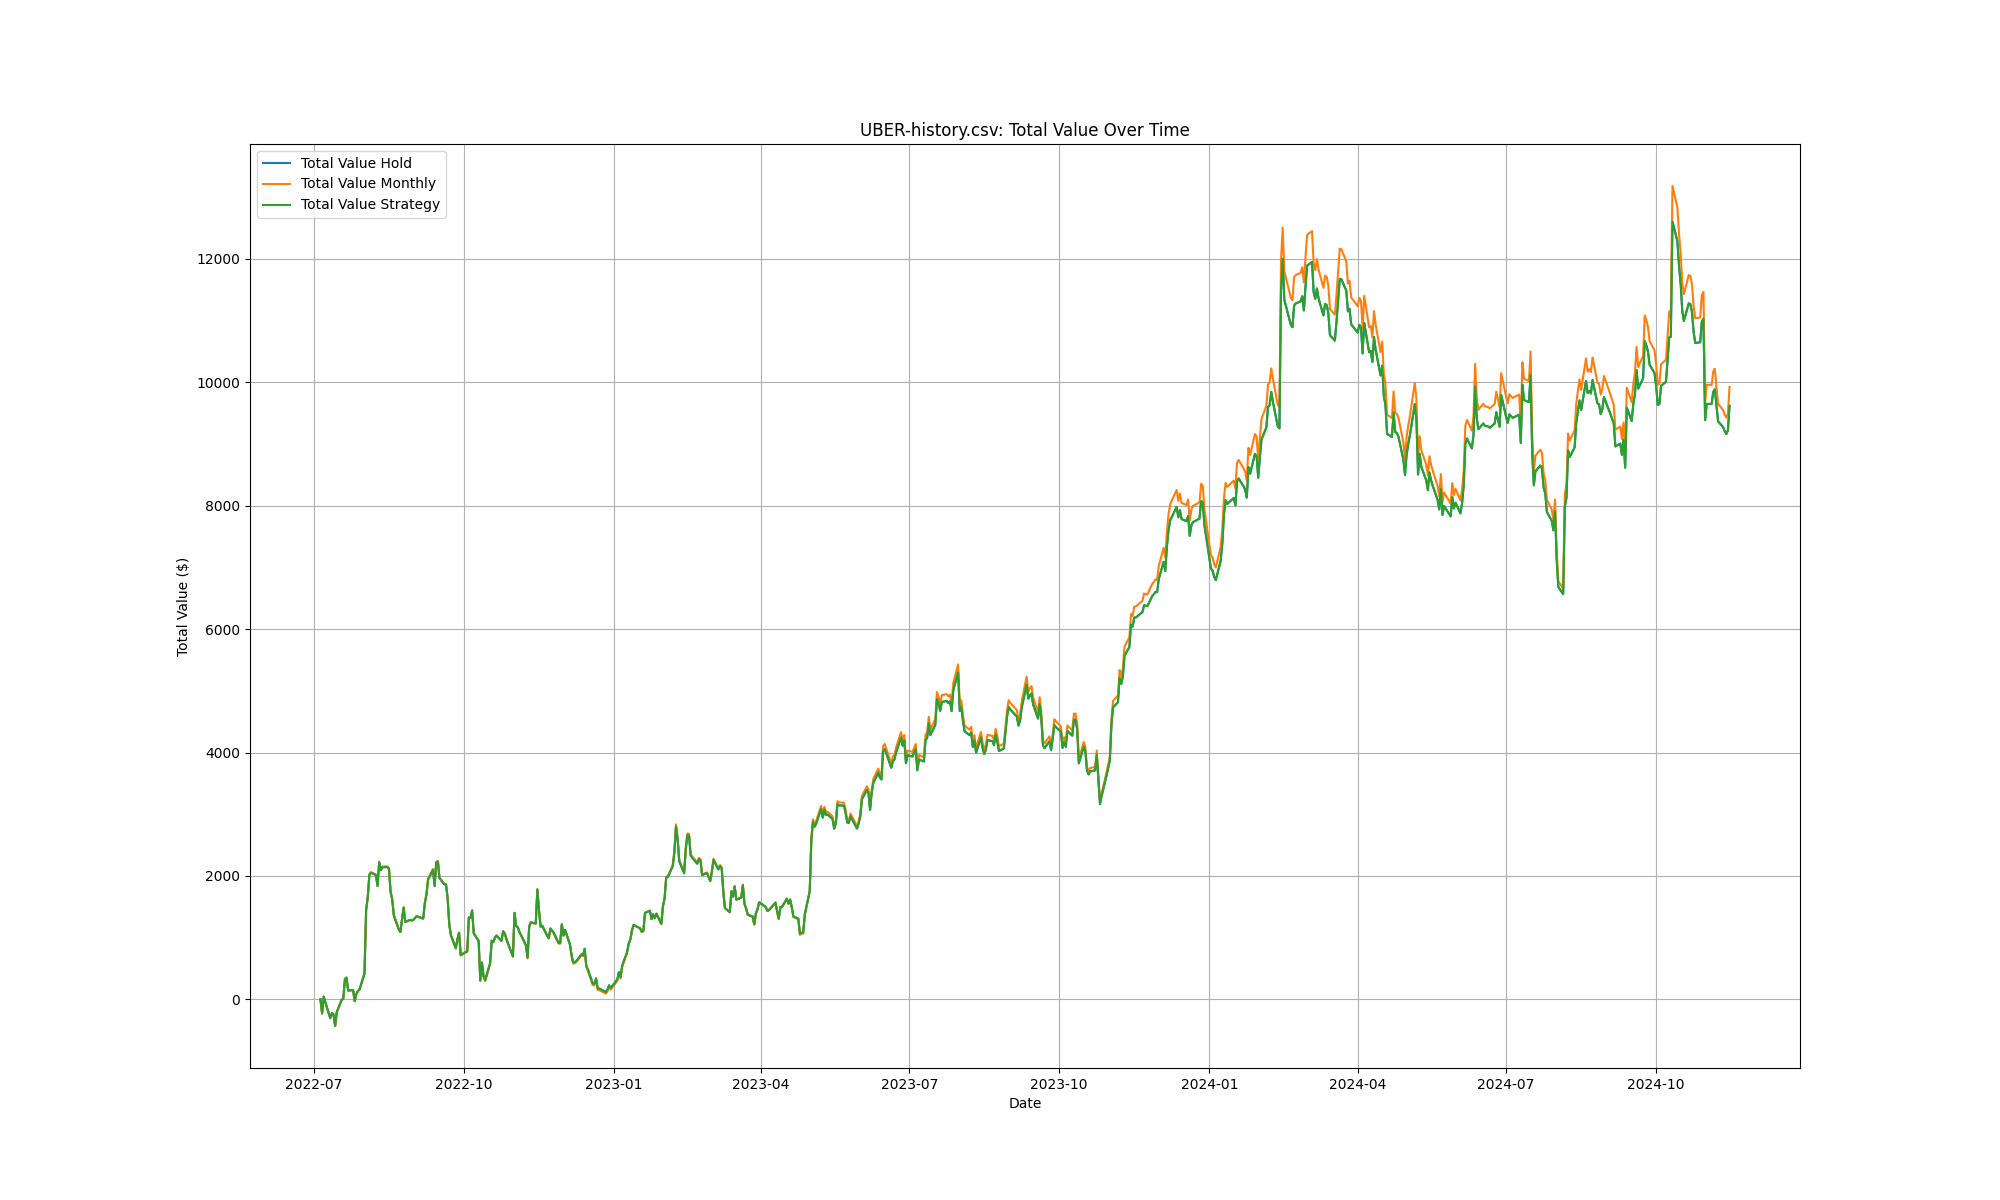 UBER-history.csv: Total Value Over Time
Total Value Hold
Total Value Monthly
Total Value Strategy
Total Value ($)
12000
10000
8000
6000
4000
2000
0
2022-07 2022-10 2023-01 2023-04 2023-07 2023-10 2024-01 2024-04 2024-07 2024-10
Date